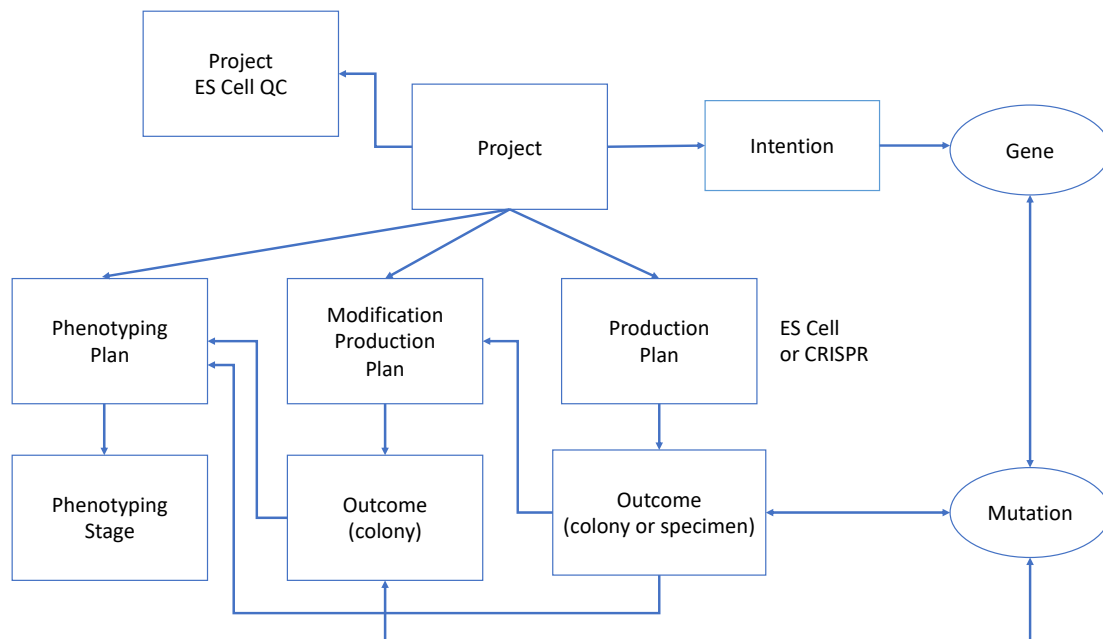 Project
ES Cell QC
Project
Intention
Gene
Phenotyping
Plan
Modification
Production
Plan
Production
Plan
ES Cell
or CRISPR
Phenotyping
Stage
Outcome
(colony)
Outcome
(colony or specimen)
Mutation